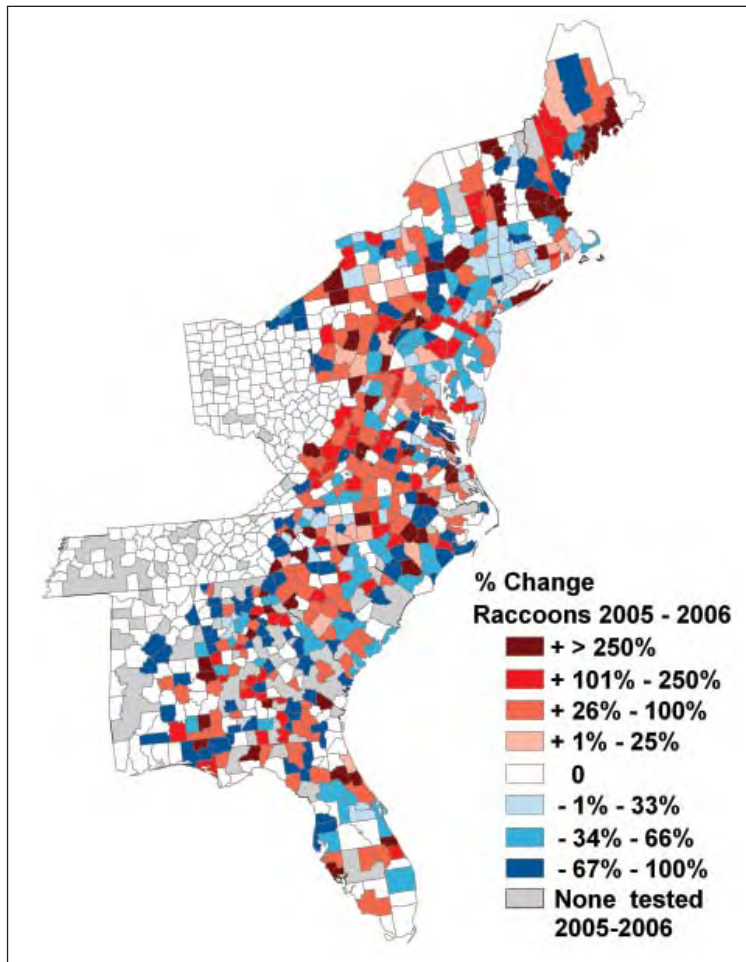 % Change
Raccoons 2005 - 2006
+ > 250%
+ 101% - 250%
+ 26% - 100%
+ 1% - 25%
0
- 1% - 33%
- 34% - 66%
- 67% - 100%
None tested
2005-2006